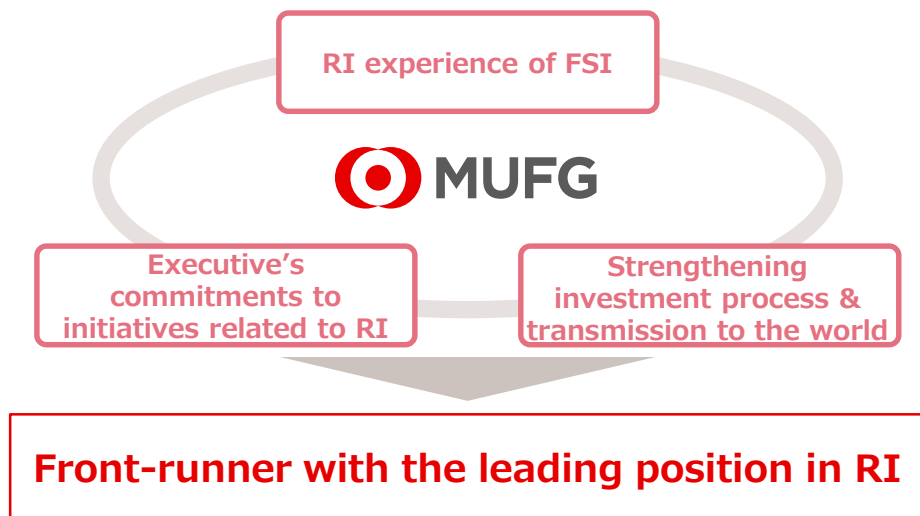 RI experience of FSI
MUFG
Executive’s
commitments to
initiatives related to RI
Strengthening
investment process &
transmission to the world
Front-runner with the leading position in RI